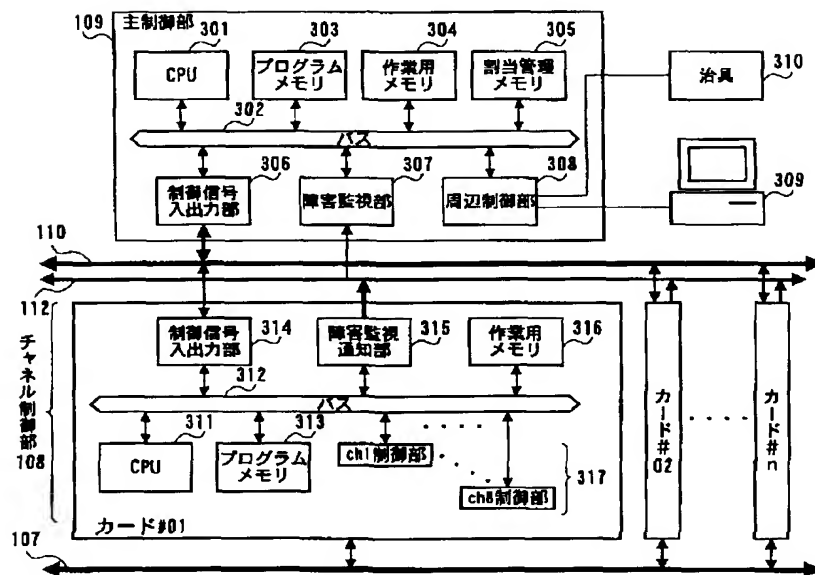 主制御部
109
301
303
304
305
CPU
プログラム
メモリ
作業用
メモリ
割当管理
メモリ
治具
310
302
バス
306
307
308
制御信号
入出力部
障害監視部
周辺制御部
309
110
112
チャネル制御部
108
314
315
316
制御信号
入出力部
障害監視
通知部
作業用
メモリ
312
バス
311
313
CPU
プログラム
メモリ
ch1制御部
ch8制御部
317
カード#01
カード#02
カード#n
107